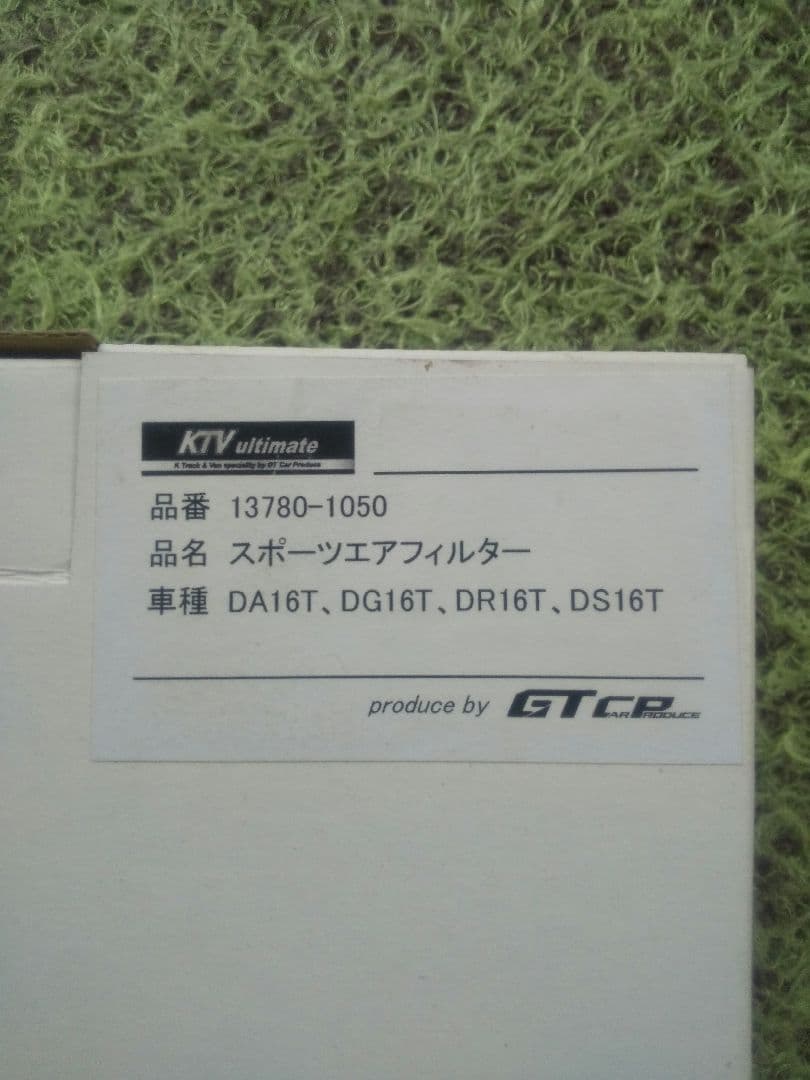 KTV ultimate
K Truck & Van speciality by GT Car Produce
品番 13780-1050
品名 スポーツエアフィルター
車種 DA16T、DG16T、DR16T、DS16T
produce by GT CAR PRODUCE